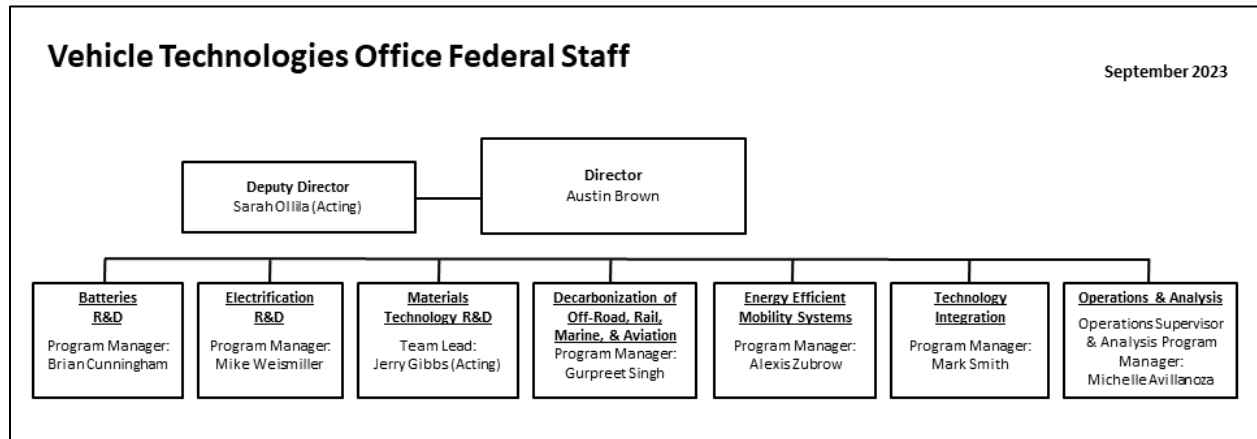 Vehicle Technologies Office Federal Staff
September 2023
Deputy Director
Sarah Ollila (Acting)
Director
Austin Brown
Batteries
R&D
Program Manager:
Brian Cunningham
Electrification
R&D
Program Manager:
Mike Weismiller
Materials
Technology R&D
Team Lead:
Jerry Gibbs (Acting)
Decarbonization of
Off-Road, Rail,
Marine, & Aviation
Program Manager:
Gurpreet Singh
Energy Efficient
Mobility Systems
Program Manager:
Alexis Zubrow
Technology
Integration
Program Manager:
Mark Smith
Operations & Analysis
Operations Supervisor
& Analysis Program
Manager:
Michelle Avillanoza